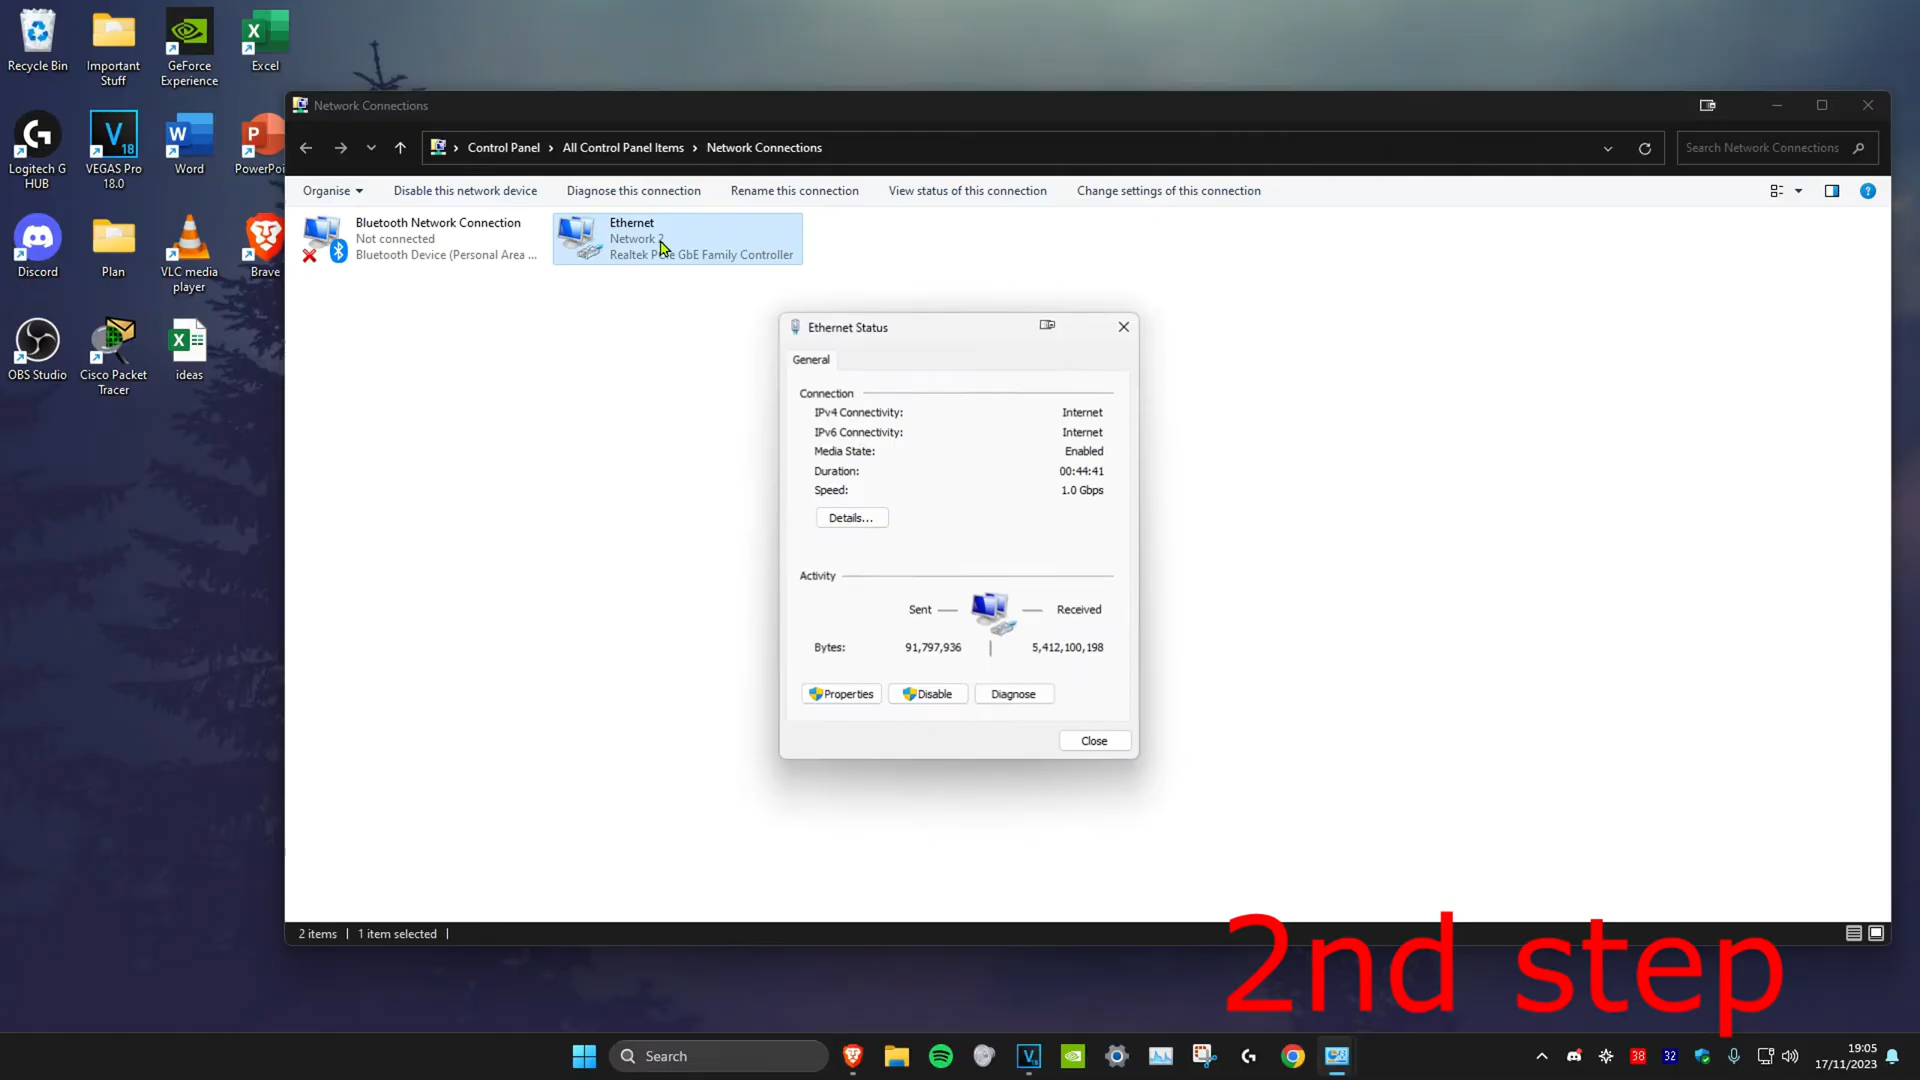 Recycle Bin
Important
Stuff
GeForce
Experience
Excel
Logitech G
HUB
VEGAS Pro
18.0
Word
PowerPoi
Discord
Plan
VLC media
player
Brave
OBS Studio
Cisco Packet
Tracer
ideas
Network Connections
Control Panel > All Control Panel Items > Network Connections
Search Network Connections
Organise Disable this network device Diagnose this connection Rename this connection View status of this connection Change settings of this connection
Bluetooth Network Connection
Not connected
Bluetooth Device (Personal Area ...
Ethernet
Network 2
Realtek PCIe GbE Family Controller
Ethernet Status
General
Connection
IPv4 Connectivity: Internet
IPv6 Connectivity: Internet
Media State: Enabled
Duration: 00:44:41
Speed: 1.0 Gbps
Details...
Activity
Sent — — Received
Bytes: 91,797,936 | 5,412,100,198
Properties Disable Diagnose
Close
2 items | 1 item selected |
2nd step
Search
38
32
19:05
17/11/2023